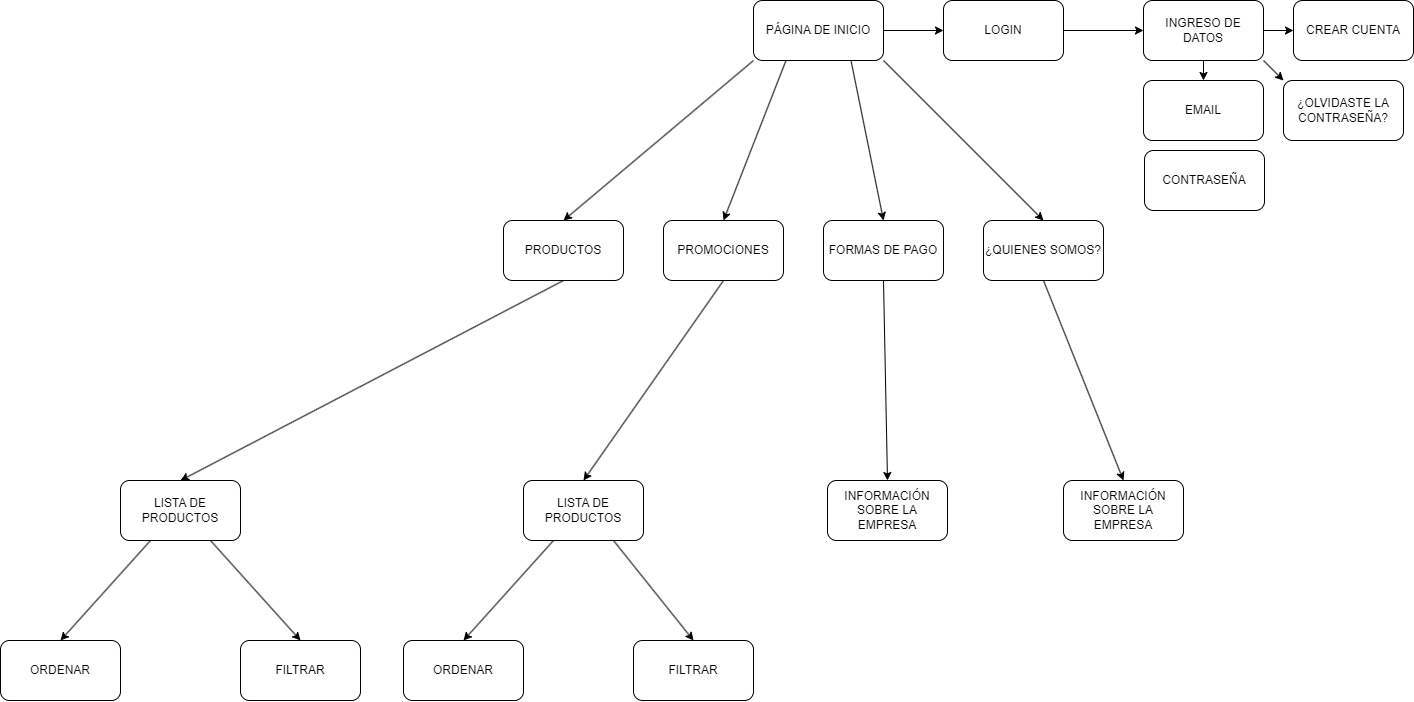 PÁGINA DE INICIO
LOGIN
INGRESO DE
DATOS
CREAR CUENTA
EMAIL
¿OLVIDASTE LA
CONTRASEÑA?
CONTRASEÑA
PRODUCTOS
PROMOCIONES
FORMAS DE PAGO
¿QUIENES SOMOS?
LISTA DE
PRODUCTOS
LISTA DE
PRODUCTOS
INFORMACIÓN
SOBRE LA
EMPRESA
INFORMACIÓN
SOBRE LA
EMPRESA
ORDENAR
FILTRAR
ORDENAR
FILTRAR